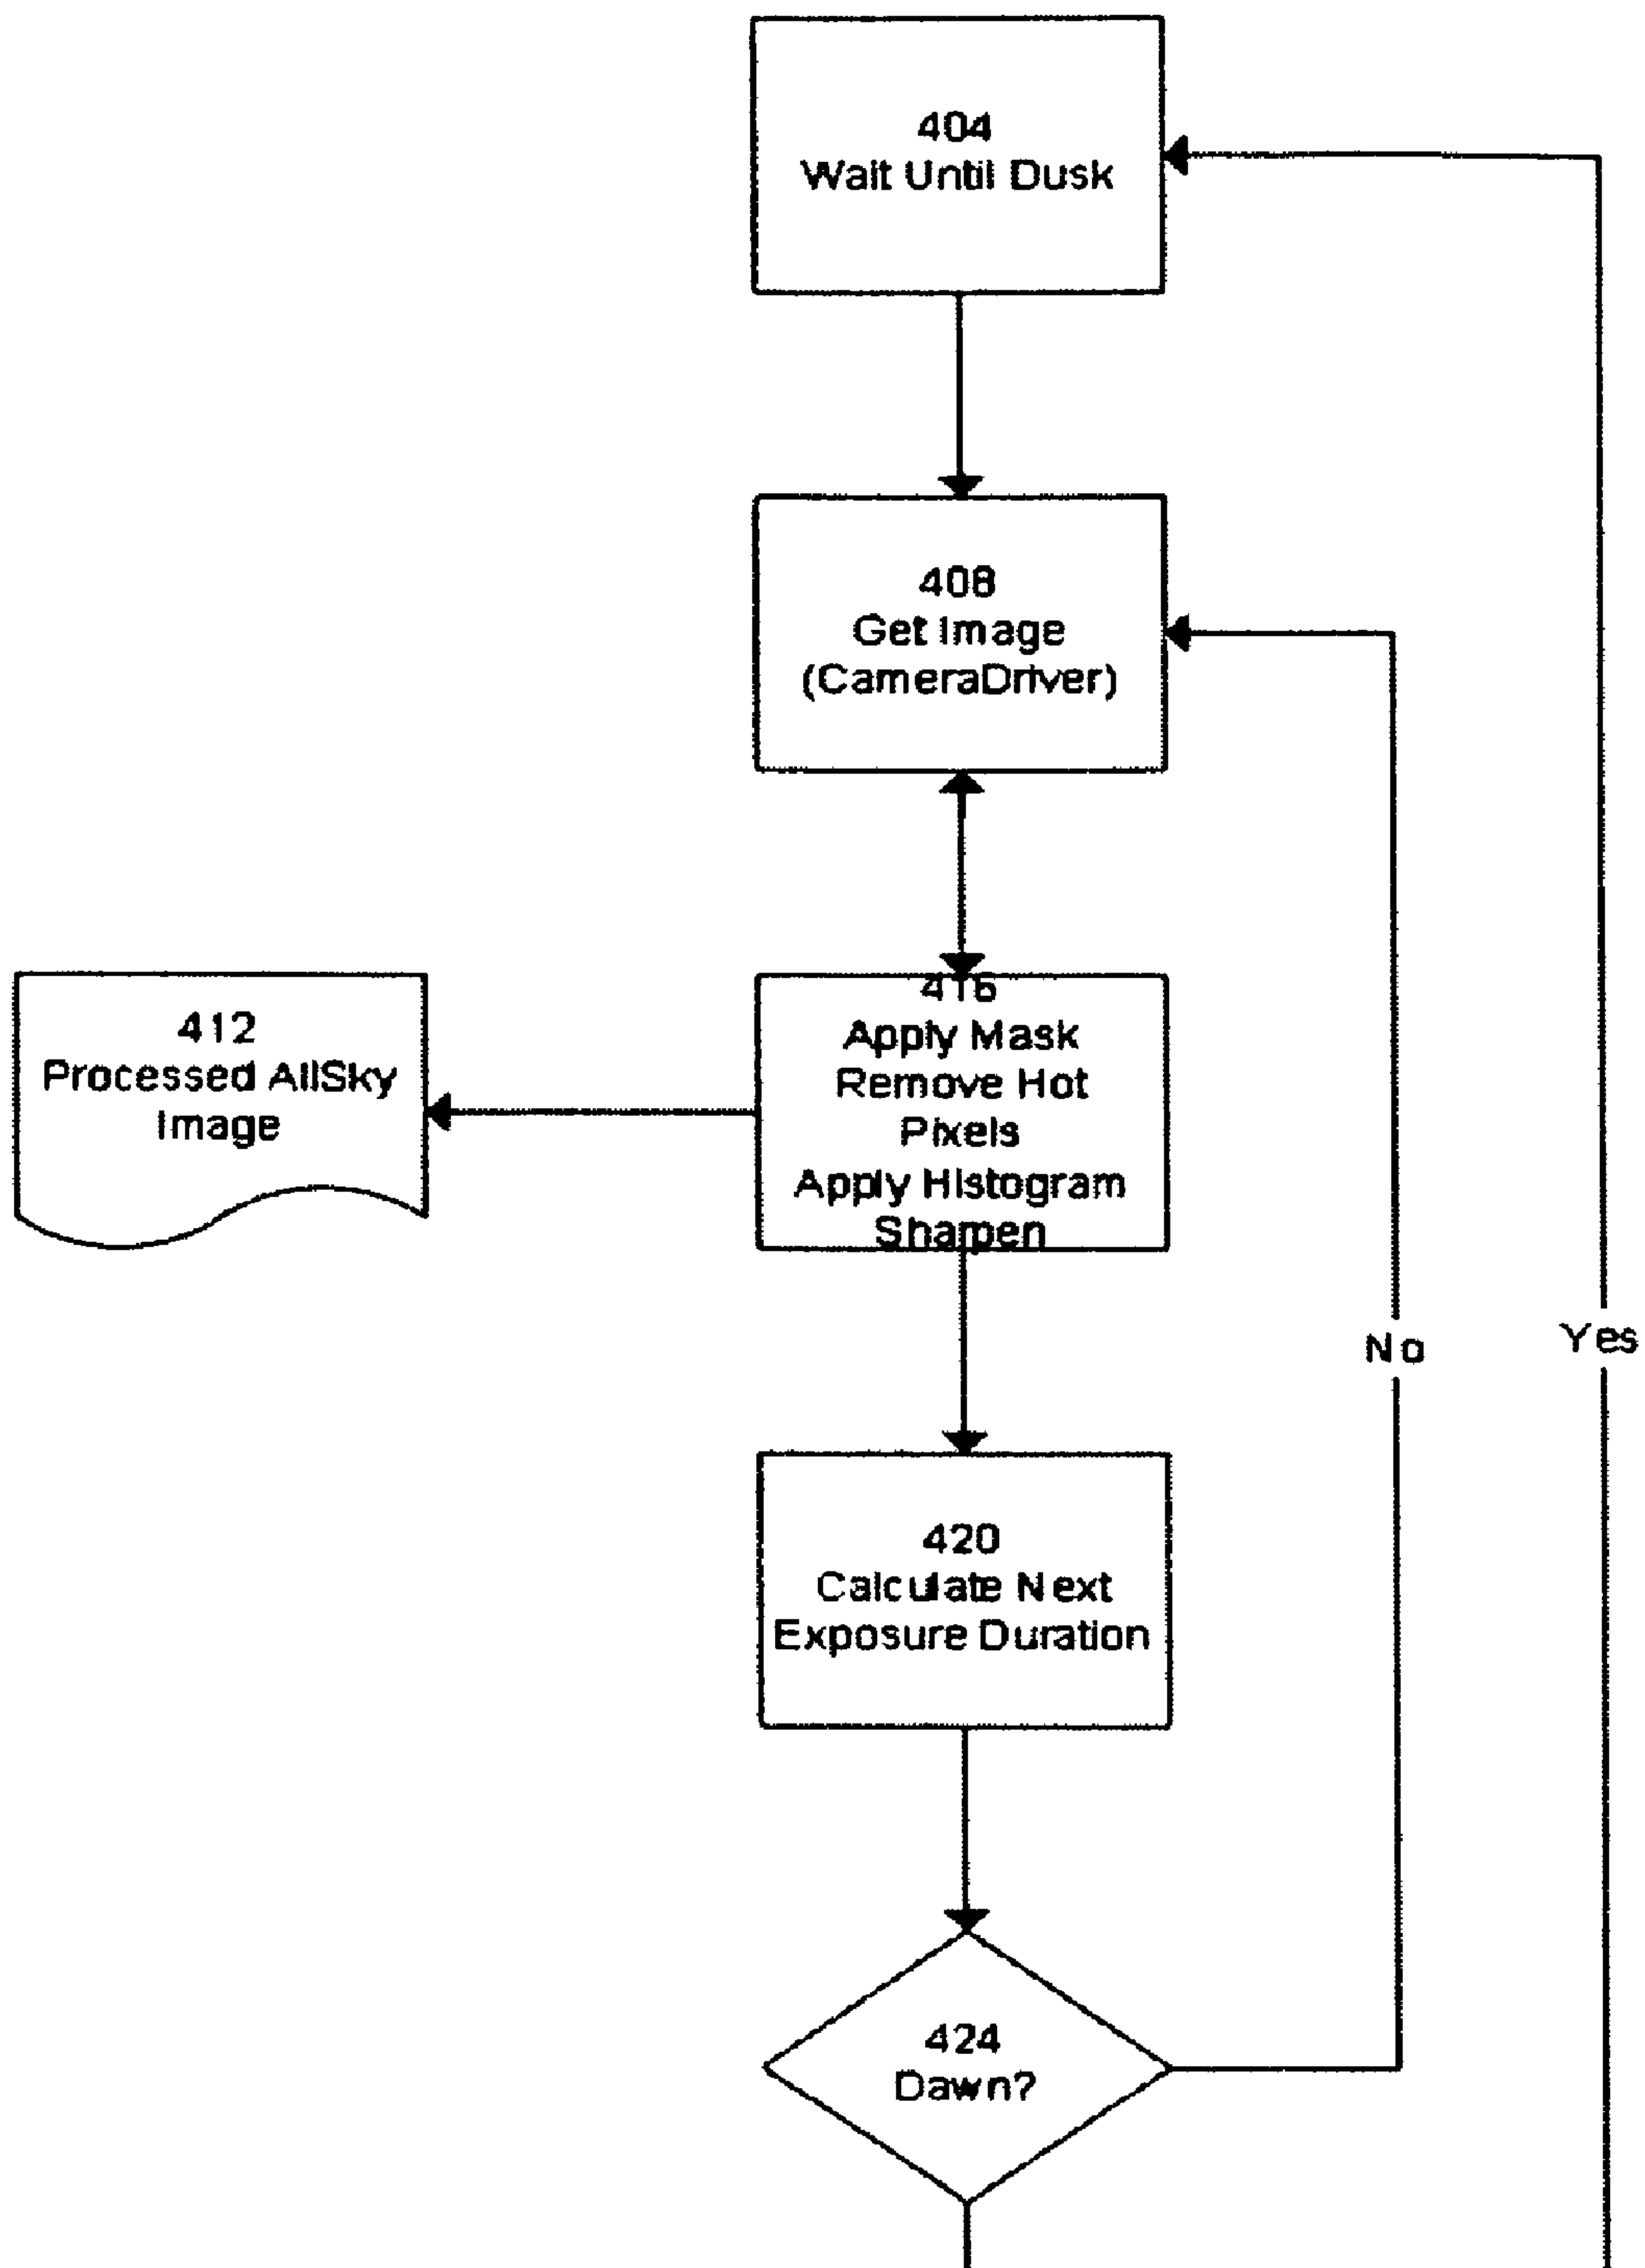 404
Wait Until Dusk
408
Get Image
(CameraDriver)
412
Processed AllSky
Image
416
Apply Mask
Remove Hot
Pixels
Apply Histogram
Sharpen
No
Yes
420
Calculate Next
Exposure Duration
424
Dawn?